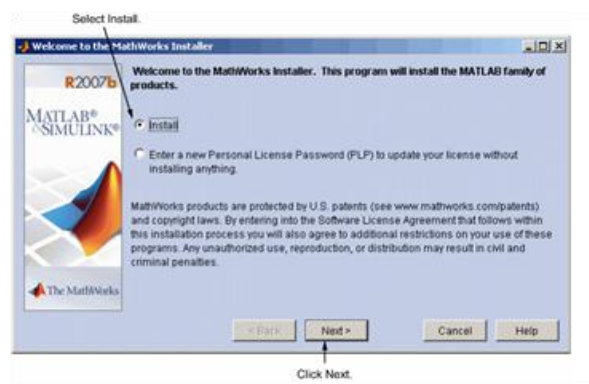 Select Install.
Welcome to the MathWorks Installer
R2007b
MATLAB®
SIMULINK®
The MathWorks
Welcome to the MathWorks Installer. This program will install the MATLAB family of
products.
Install
Enter a new Personal License Password (PLP) to update your license without
installing anything.
MathWorks products are protected by U.S. patents (see www.mathworks.com/patents)
and copyright laws. By entering into the Software License Agreement that follows within
this installation process you will also agree to additional restrictions on your use of these
programs. Any unauthorized use, reproduction, or distribution may result in civil and
criminal penalties.
< Back
Next >
Cancel
Help
Click Next.